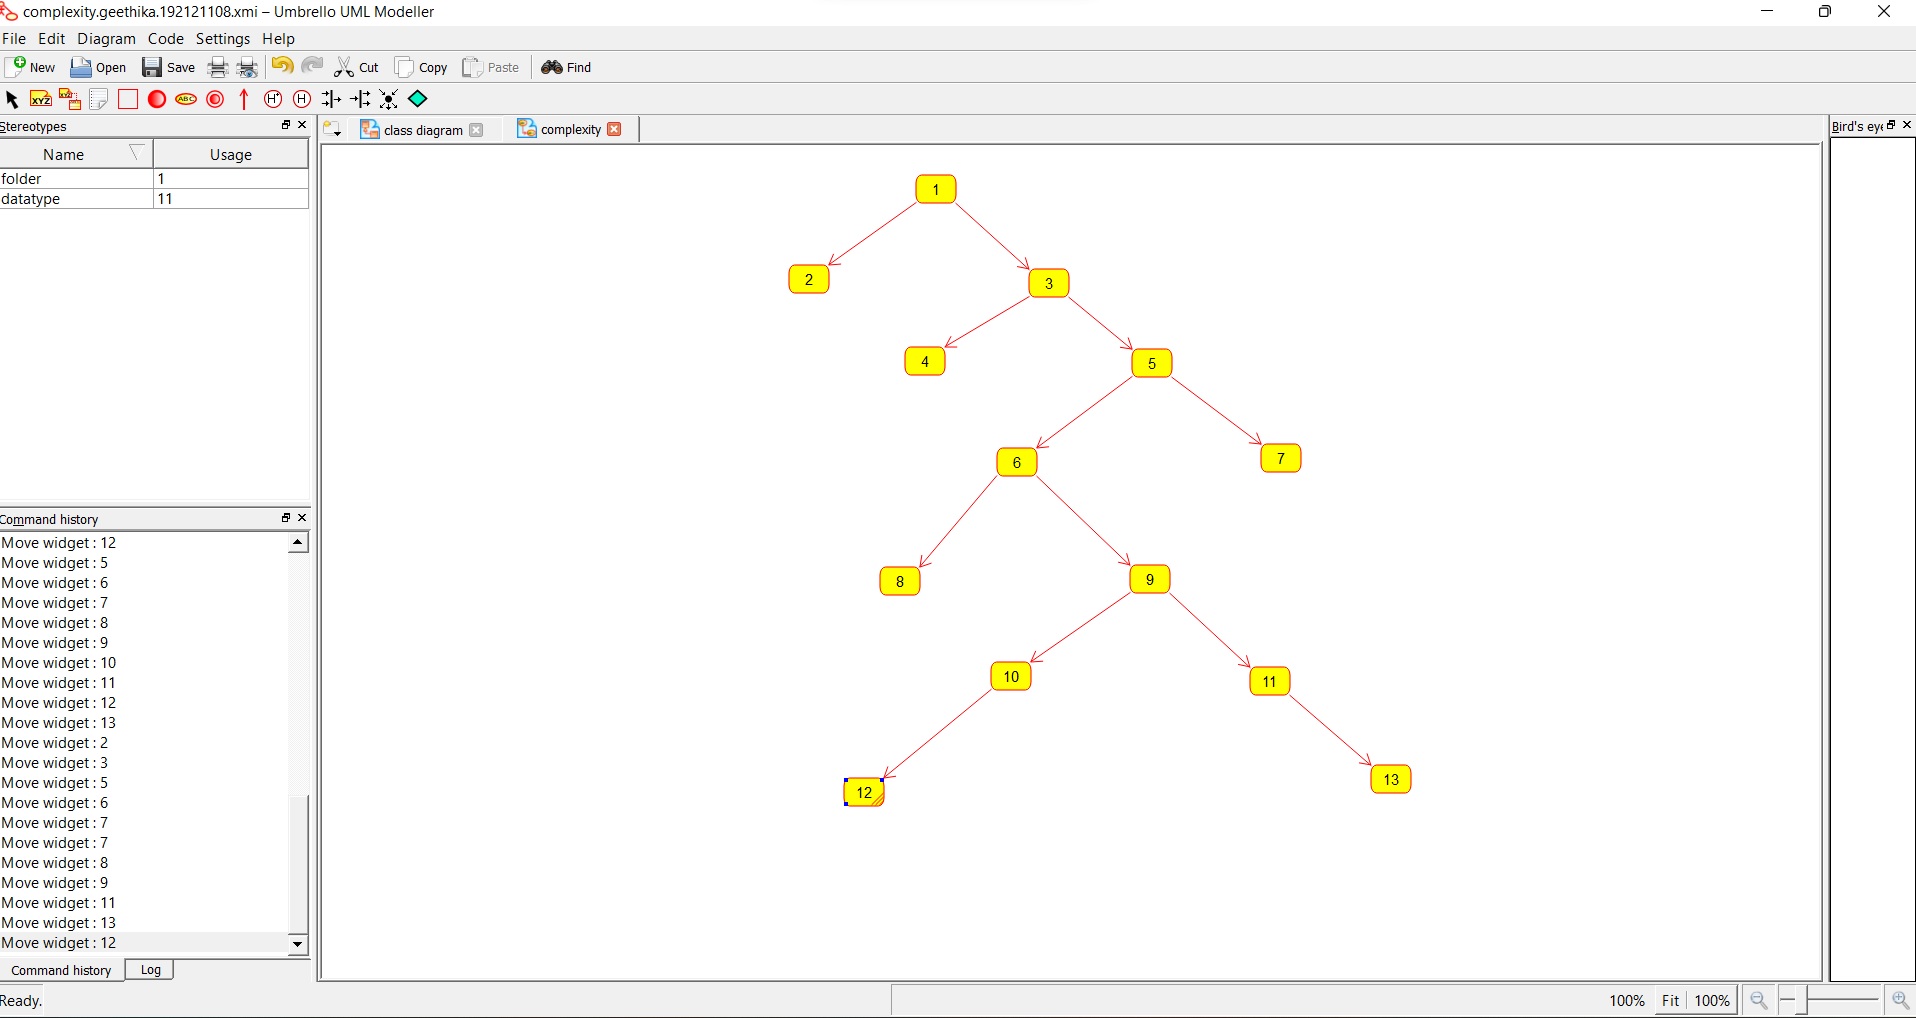 complexity.geethika.192121108.xmi – Umbrello UML Modeller
File Edit Diagram Code Settings Help
New Open Save Cut Copy Paste Find
XYZ XYZ ABC H* H
Stereotypes
class diagram
complexity
Bird's eye
Name Usage
folder 1
datatype 11
1
2
3
4
5
6
7
8
9
10
11
12
13
Command history
Move widget : 12
Move widget : 5
Move widget : 6
Move widget : 7
Move widget : 8
Move widget : 9
Move widget : 10
Move widget : 11
Move widget : 12
Move widget : 13
Move widget : 2
Move widget : 3
Move widget : 5
Move widget : 6
Move widget : 7
Move widget : 7
Move widget : 8
Move widget : 9
Move widget : 11
Move widget : 13
Move widget : 12
Command history Log
Ready.
100% Fit 100%